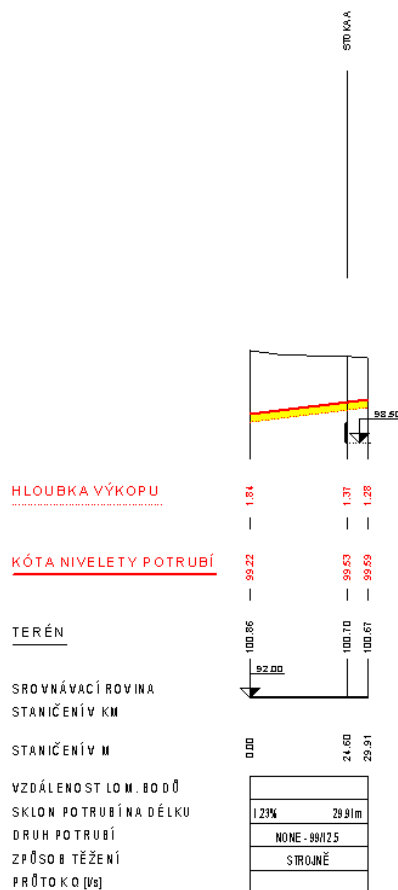 STOKA A
98.50
HLOUBKA VÝKOPU 1.84 1.37 1.28
KÓTA NIVELETY POTRUBÍ 99.22 99.53 99.59
TERÉN 100.86 100.70 100.67
92.00
SROVNÁVACÍ ROVINA
STANIČENÍ V KM
STANIČENÍ V M 0.00 24.60 29.91
VZDÁLENOST LOM. BODŮ
SKLON POTRUBÍ NA DÉLKU 1.23% 29.91m
DRUH POTRUBÍ NONE - 99/12.5
ZPŮSOB TĚŽENÍ STROJNĚ
PRŮTOK Q [l/s]